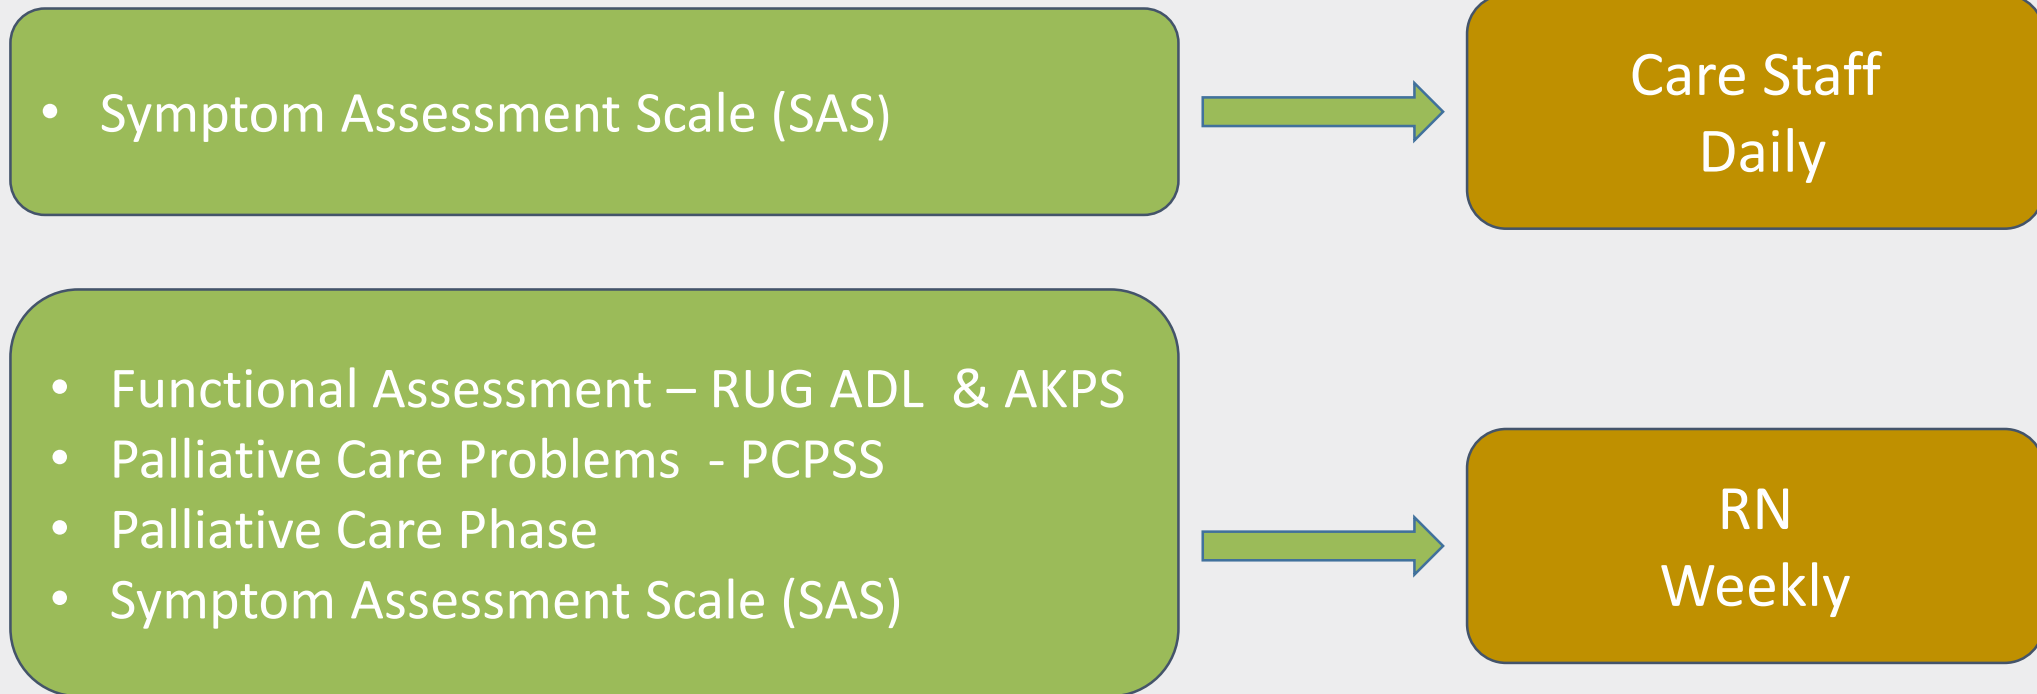 • Symptom Assessment Scale (SAS)
Care Staff
Daily
• Functional Assessment – RUG ADL & AKPS
• Palliative Care Problems - PCPSS
• Palliative Care Phase
• Symptom Assessment Scale (SAS)
RN
Weekly